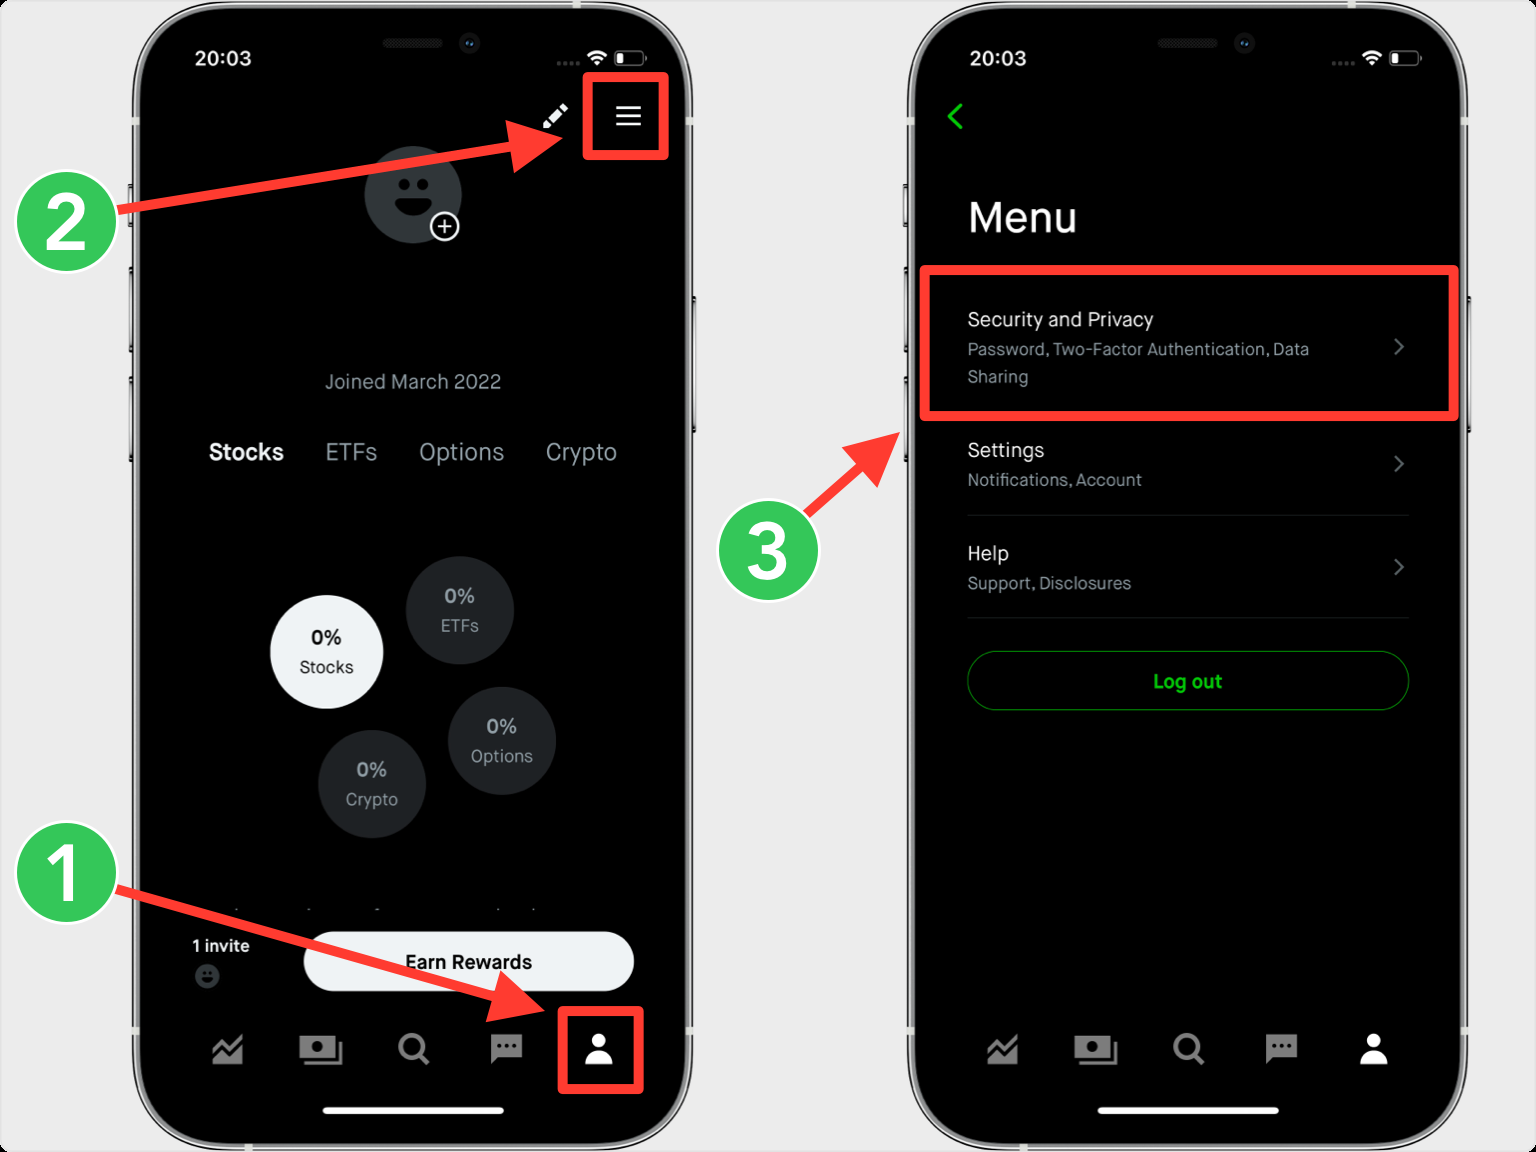 20:03
2
Joined March 2022
Stocks ETFs Options Crypto
0%
ETFs
0%
Stocks
0%
Options
0%
Crypto
1
1 invite
Earn Rewards
20:03
Menu
Security and Privacy
Password, Two-Factor Authentication, Data
Sharing
3
Settings
Notifications, Account
Help
Support, Disclosures
Log out